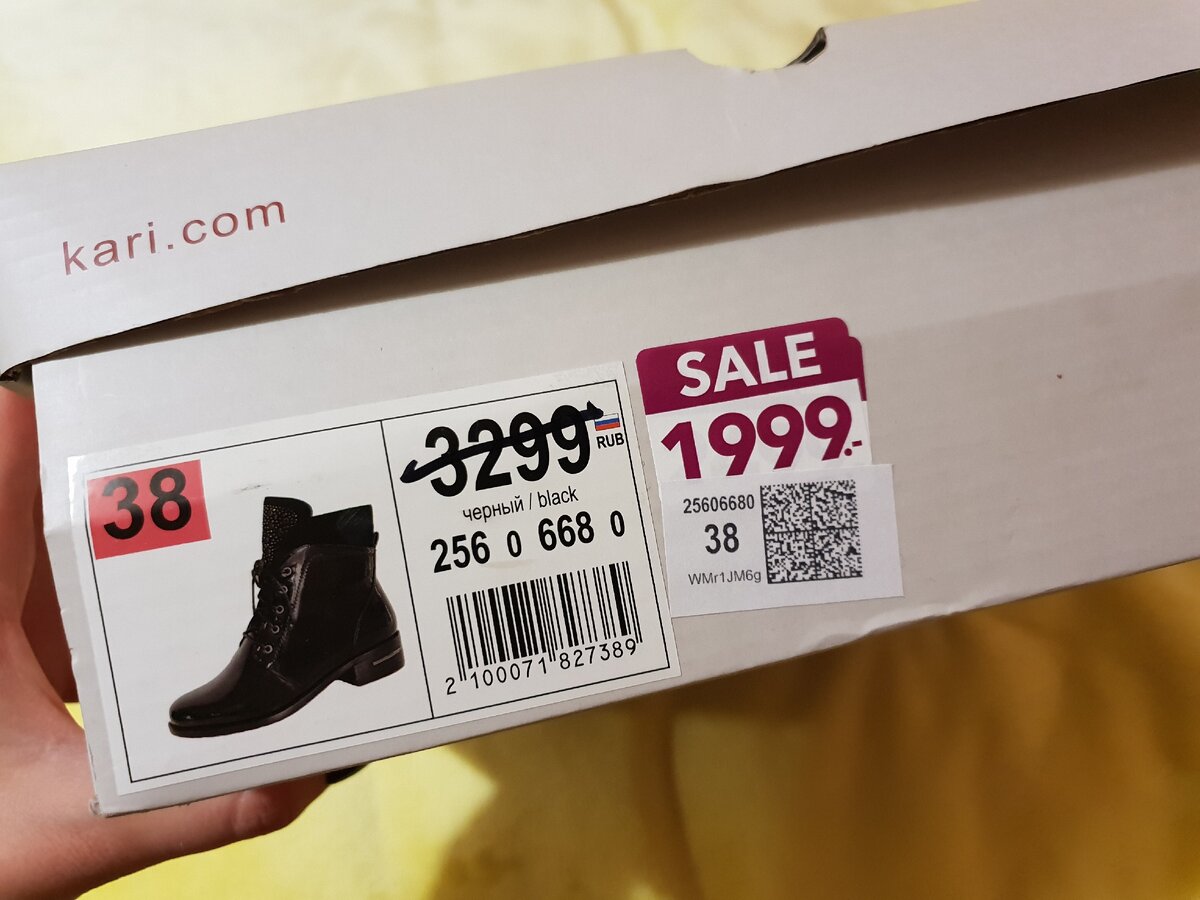 kari.com
38
3299
RUB
черный / black
256 0 668 0
2 100071 827389
SALE
1999.-
25606680
38
WMr1JM6g